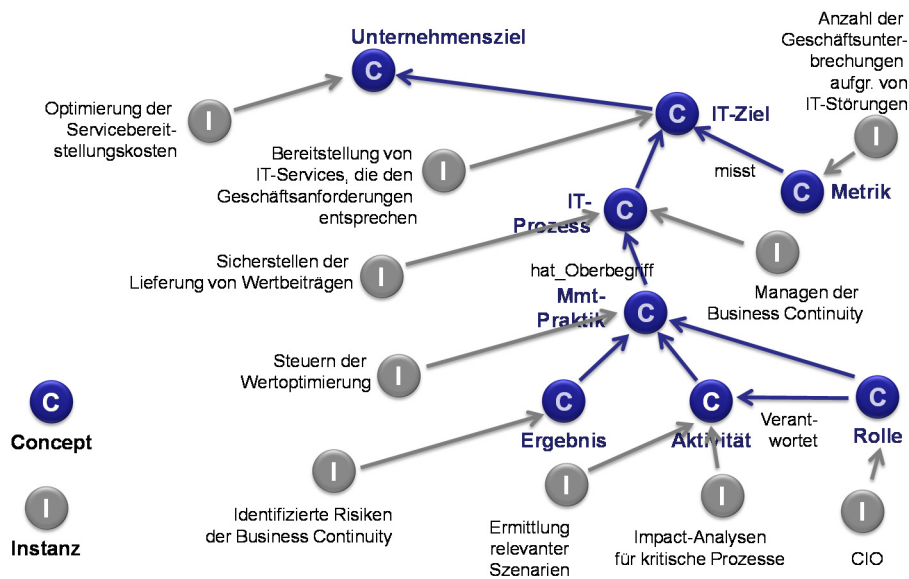 Unternehmensziel
C
Anzahl der
Geschäftsunter-
brechungen
aufgr. von
IT-Störungen
I
Optimierung der
Servicebereit-
stellungskosten
I
C
IT-Ziel
Bereitstellung von
IT-Services, die den
Geschäftsanforderungen
entsprechen
I
misst
C
Metrik
IT-
Prozess
C
Sicherstellen der
Lieferung von Wertbeiträgen
I
I
Managen der
Business Continuity
hat_Oberbegriff
Mmt-
Praktik
C
Steuern der
Wertoptimierung
I
C
Concept
C
Ergebnis
C
Aktivität
Verant-
wortet
C
Rolle
I
Instanz
I
Identifizierte Risiken
der Business Continuity
I
Ermittlung
relevanter
Szenarien
I
Impact-Analysen
für kritische Prozesse
I
CIO